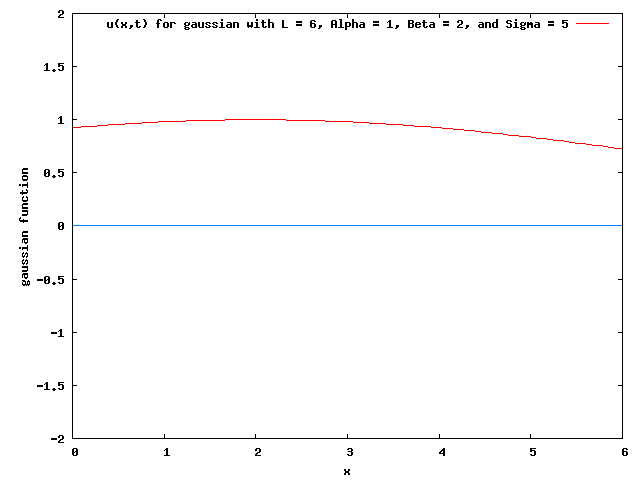 u(x,t) for gaussian with L = 6, Alpha = 1, Beta = 2, and Sigma = 5
gaussian function
2
1.5
1
0.5
0
-0.5
-1
-1.5
-2
0 1 2 3 4 5 6
x